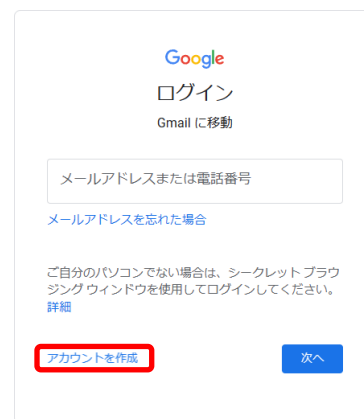 Google
ログイン
Gmail に移動
メールアドレスまたは電話番号
メールアドレスを忘れた場合
ご自分のパソコンでない場合は、シークレット ブラウ
ジング ウィンドウを使用してログインしてください。
詳細
アカウントを作成
次へ